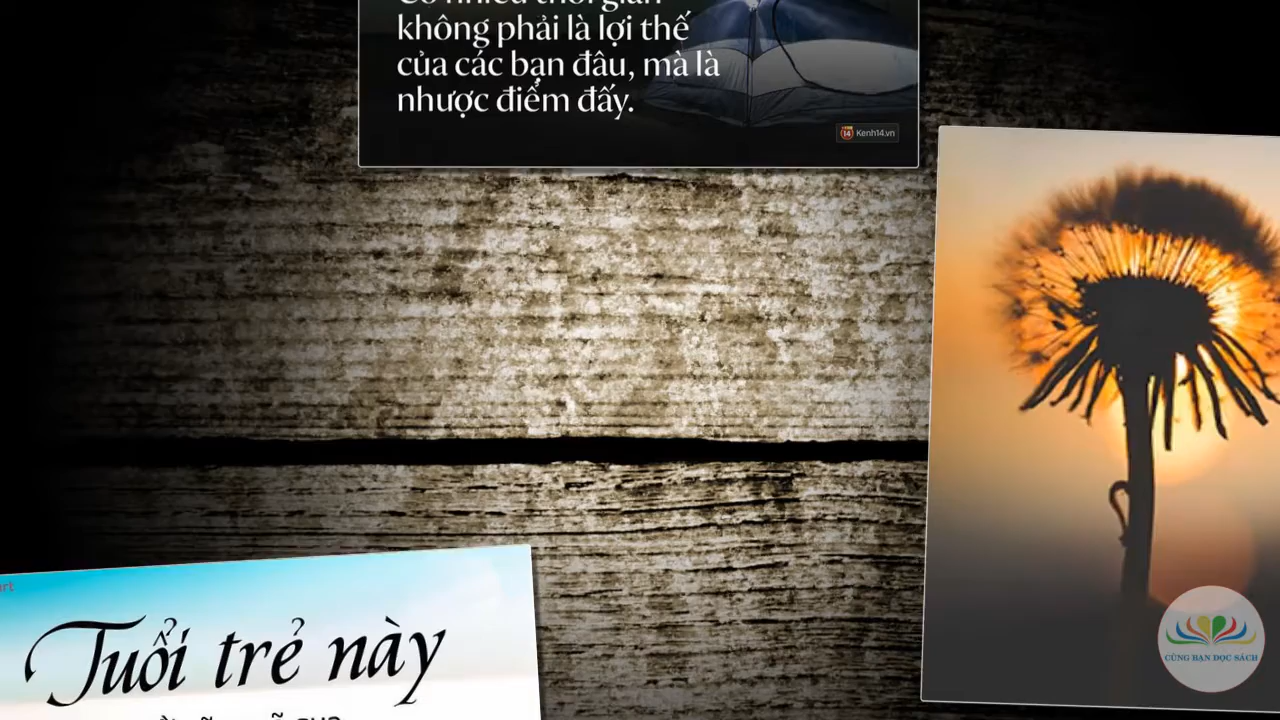 không phải là lợi thế
của các bạn đâu, mà là
nhược điểm đấy.
14 Kenh14.vn
Tuổi trẻ này
CÙNG BẠN ĐỌC SÁCH